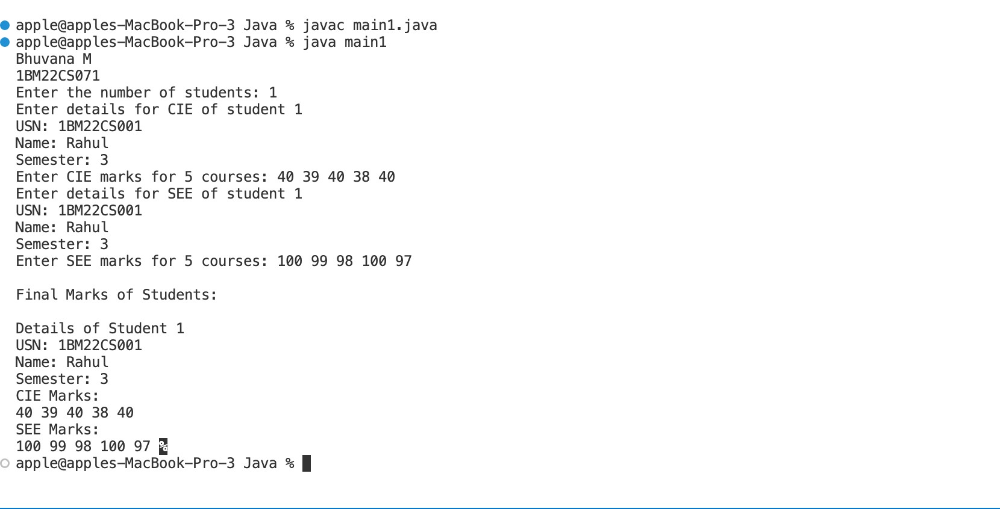 apple@apples-MacBook-Pro-3 Java % javac main1.java
apple@apples-MacBook-Pro-3 Java % java main1
Bhuvana M
1BM22CS071
Enter the number of students: 1
Enter details for CIE of student 1
USN: 1BM22CS001
Name: Rahul
Semester: 3
Enter CIE marks for 5 courses: 40 39 40 38 40
Enter details for SEE of student 1
USN: 1BM22CS001
Name: Rahul
Semester: 3
Enter SEE marks for 5 courses: 100 99 98 100 97
Final Marks of Students:
Details of Student 1
USN: 1BM22CS001
Name: Rahul
Semester: 3
CIE Marks:
40 39 40 38 40
SEE Marks:
100 99 98 100 97 %
apple@apples-MacBook-Pro-3 Java %